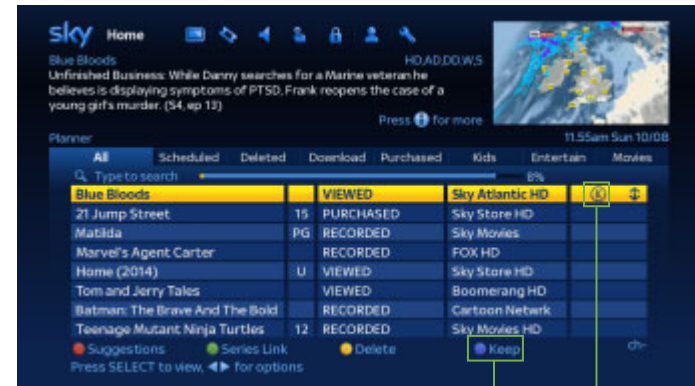 sky Home
Blue Bloods HD,AD,DD,W,S
Unfinished Business: While Danny searches for a Marine veteran he
believes is displaying symptoms of PTSD, Frank reopens the case of a
young girl's murder. (S4, ep 13)
Press i for more
Planner 11.55am Sun 10/08
All Scheduled Deleted Download Purchased Kids Entertain Movies
Type to search 8%
Blue Bloods VIEWED Sky Atlantic HD
21 Jump Street 15 PURCHASED Sky Store HD
Matilda PG RECORDED Sky Movies
Marvel's Agent Carter RECORDED FOX HD
Home (2014) U VIEWED Sky Store HD
Tom and Jerry Tales VIEWED Boomerang HD
Batman: The Brave And The Bold RECORDED Cartoon Netwrk
Teenage Mutant Ninja Turtles 12 RECORDED Sky Movies HD
Suggestions Series Link Delete Keep ch-
Press SELECT to view, ◀▶ for options